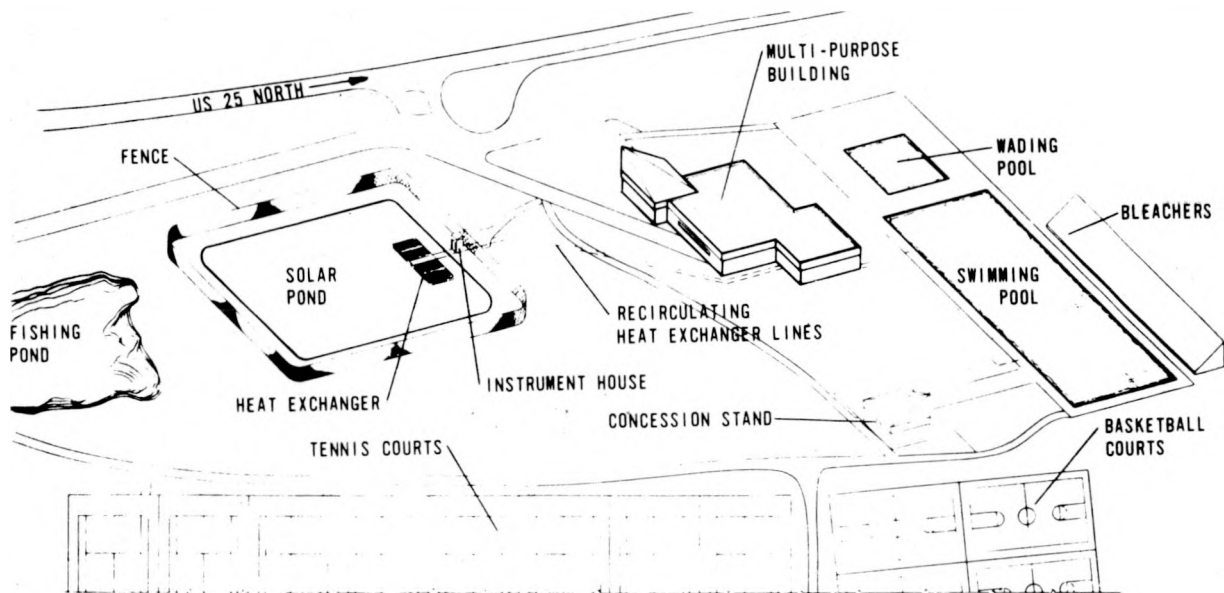 MULTI-PURPOSE
BUILDING
US 25 NORTH
FENCE
WADING
POOL
BLEACHERS
SOLAR
POND
SWIMMING
POOL
RECIRCULATING
HEAT EXCHANGER LINES
FISHING
POND
INSTRUMENT HOUSE
HEAT EXCHANGER
CONCESSION STAND
BASKETBALL
COURTS
TENNIS COURTS